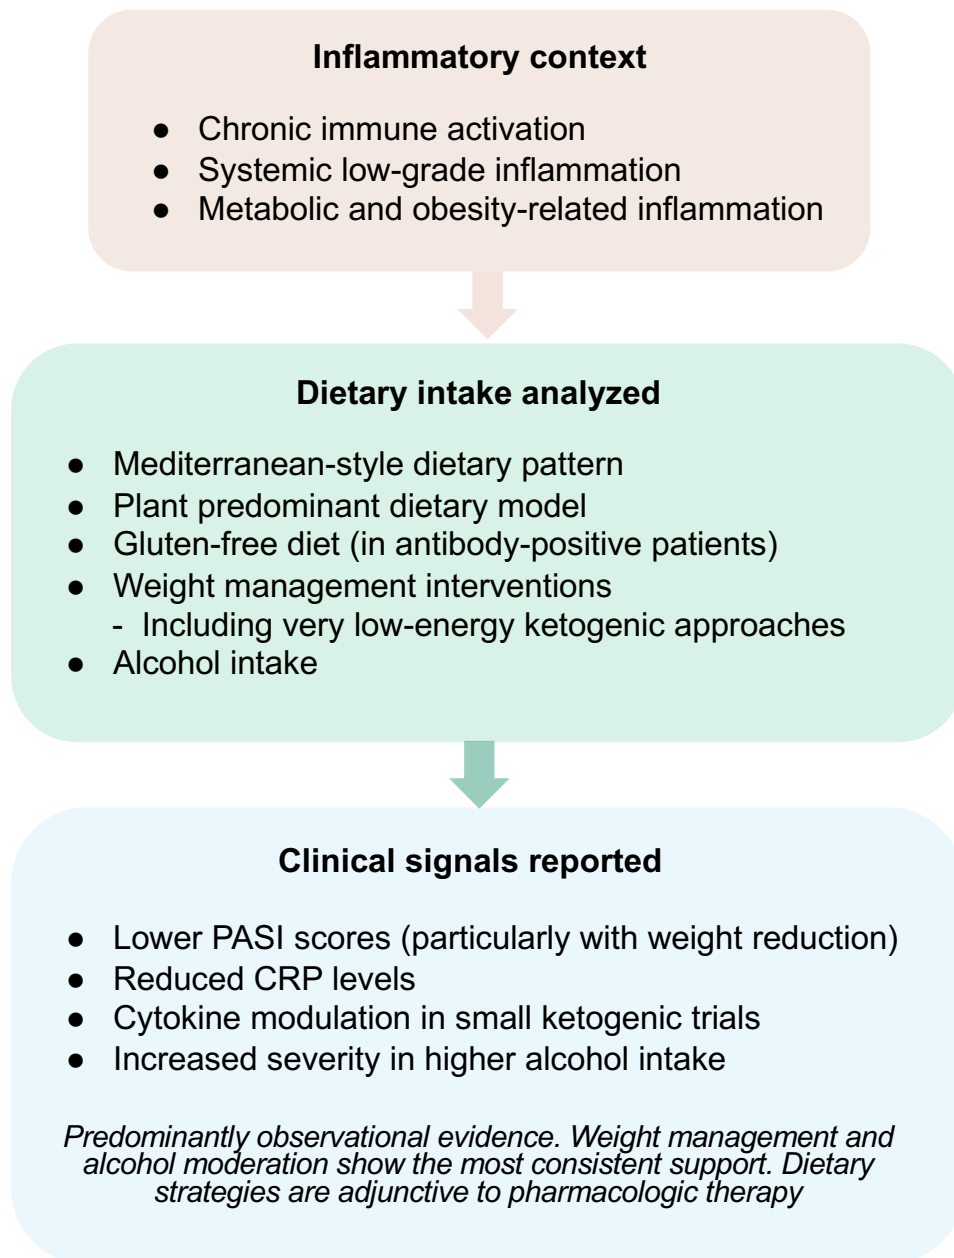 Inflammatory context
● Chronic immune activation
● Systemic low-grade inflammation
● Metabolic and obesity-related inflammation
Dietary intake analyzed
● Mediterranean-style dietary pattern
● Plant predominant dietary model
● Gluten-free diet (in antibody-positive patients)
● Weight management interventions
- Including very low-energy ketogenic approaches
● Alcohol intake
Clinical signals reported
● Lower PASI scores (particularly with weight reduction)
● Reduced CRP levels
● Cytokine modulation in small ketogenic trials
● Increased severity in higher alcohol intake
Predominantly observational evidence. Weight management and
alcohol moderation show the most consistent support. Dietary
strategies are adjunctive to pharmacologic therapy